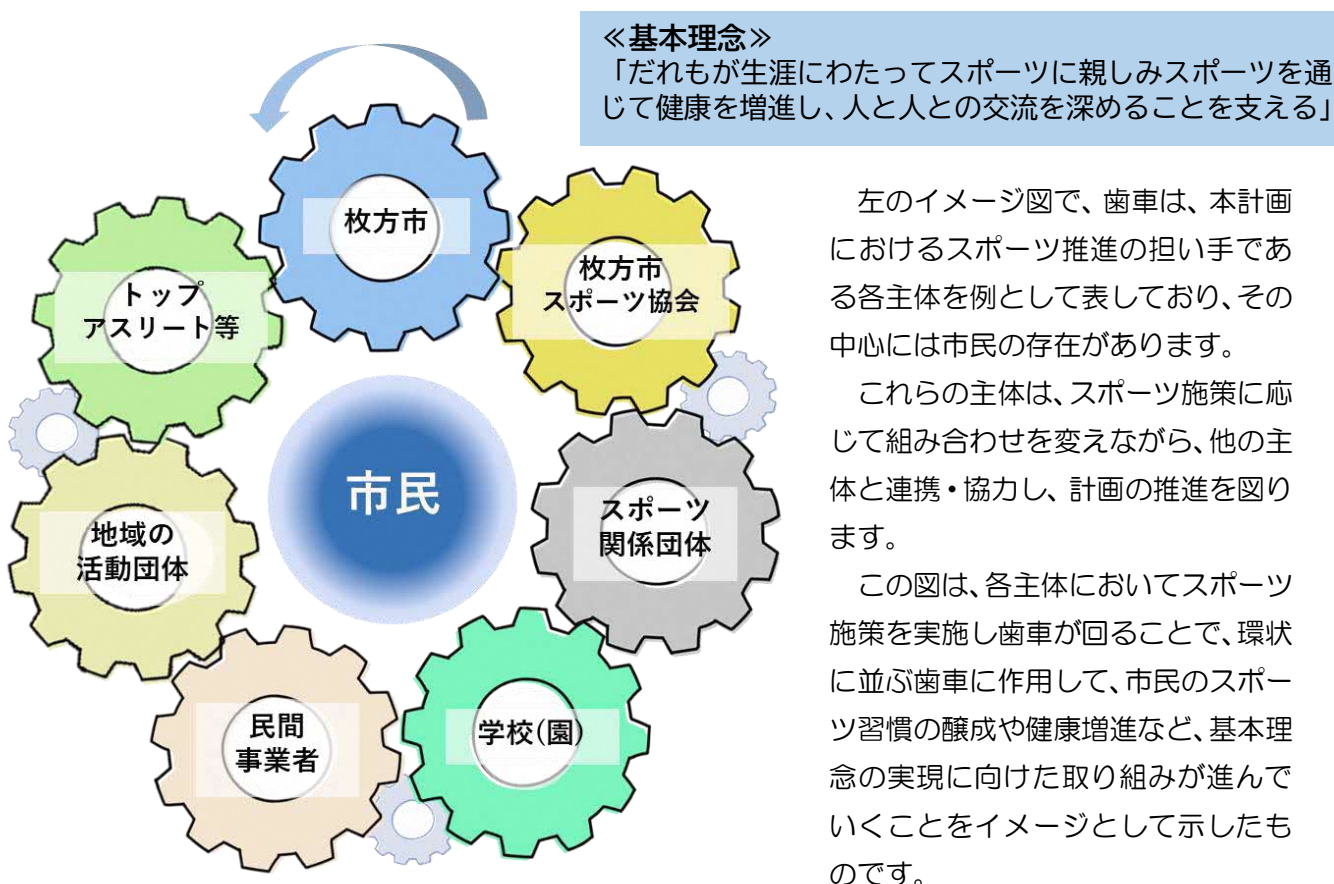 ≪基本理念≫
「だれもが生涯にわたってスポーツに親しみスポーツを通
じて健康を増進し、人と人との交流を深めることを支える」
枚方市
枚方市
スポーツ協会
トップ
アスリート等
市民
スポーツ
関係団体
地域の
活動団体
民間
事業者
学校(園)
左のイメージ図で、歯車は、本計画
におけるスポーツ推進の担い手であ
る各主体を例として表しており、その
中心には市民の存在があります。
これらの主体は、スポーツ施策に応
じて組み合わせを変えながら、他の主
体と連携・協力し、計画の推進を図り
ます。
この図は、各主体においてスポーツ
施策を実施し歯車が回ることで、環状
に並ぶ歯車に作用して、市民のスポー
ツ習慣の醸成や健康増進など、基本理
念の実現に向けた取り組みが進んで
いくことをイメージとして示したも
のです。